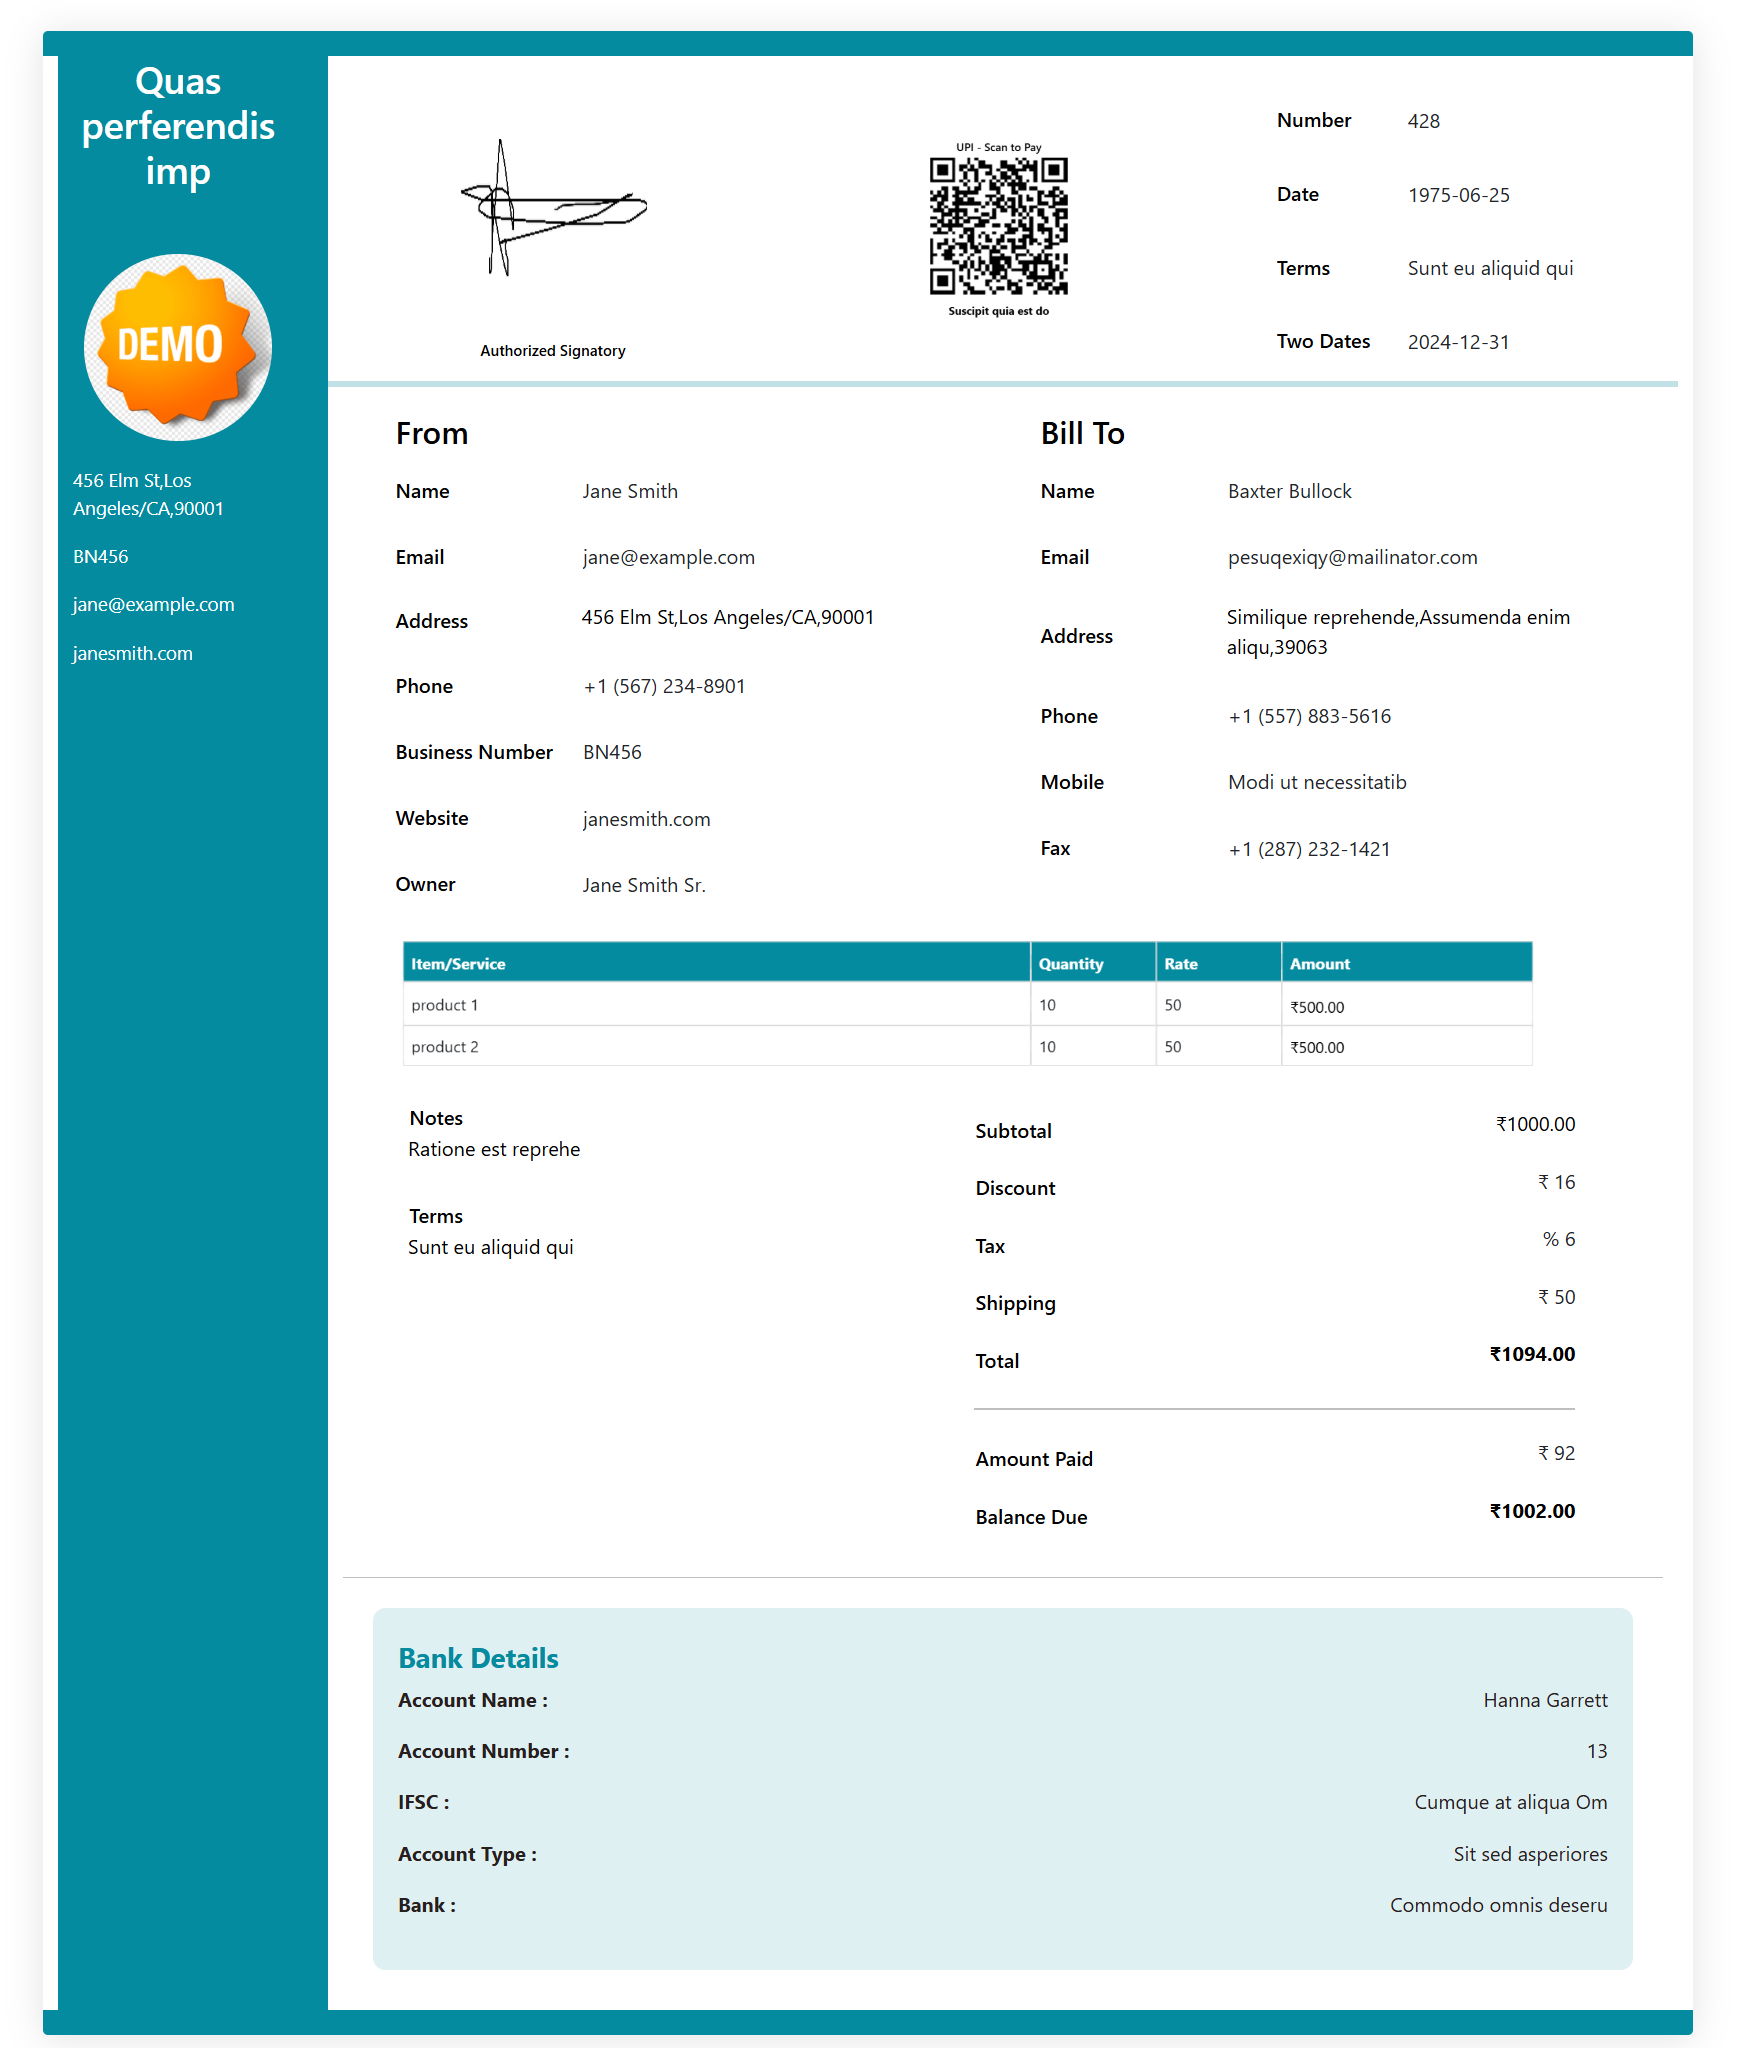 Quas
perferendis
imp
DEMO
456 Elm St,Los
Angeles/CA,90001
BN456
jane@example.com
janesmith.com
Authorized Signatory
UPI - Scan to Pay
Suscipit quia est do
Number 428
Date 1975-06-25
Terms Sunt eu aliquid qui
Two Dates 2024-12-31
From
Name Jane Smith
Email jane@example.com
Address 456 Elm St,Los Angeles/CA,90001
Phone +1 (567) 234-8901
Business Number BN456
Website janesmith.com
Owner Jane Smith Sr.
Bill To
Name Baxter Bullock
Email pesuqexiqy@mailinator.com
Address Similique reprehende,Assumenda enim
aliqu,39063
Phone +1 (557) 883-5616
Mobile Modi ut necessitatib
Fax +1 (287) 232-1421
Item/Service Quantity Rate Amount
product 1 10 50 ₹500.00
product 2 10 50 ₹500.00
Notes
Ratione est reprehe
Terms
Sunt eu aliquid qui
Subtotal ₹1000.00
Discount ₹ 16
Tax % 6
Shipping ₹ 50
Total ₹1094.00
Amount Paid ₹ 92
Balance Due ₹1002.00
Bank Details
Account Name : Hanna Garrett
Account Number : 13
IFSC : Cumque at aliqua Om
Account Type : Sit sed asperiores
Bank : Commodo omnis deseru